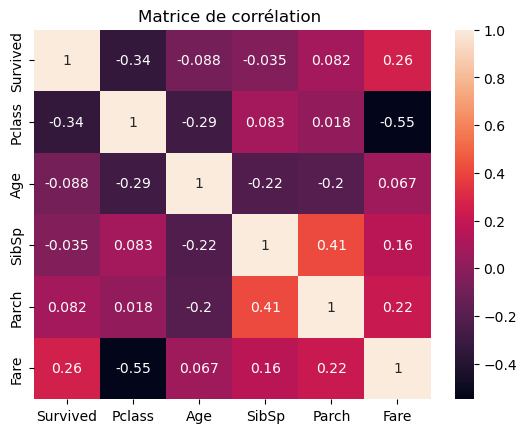 Matrice de corrélation
Survived 1 -0.34 -0.088 -0.035 0.082 0.26
Pclass -0.34 1 -0.29 0.083 0.018 -0.55
Age -0.088 -0.29 1 -0.22 -0.2 0.067
SibSp -0.035 0.083 -0.22 1 0.41 0.16
Parch 0.082 0.018 -0.2 0.41 1 0.22
Fare 0.26 -0.55 0.067 0.16 0.22 1
Survived Pclass Age SibSp Parch Fare
1.0
0.8
0.6
0.4
0.2
0.0
−0.2
−0.4